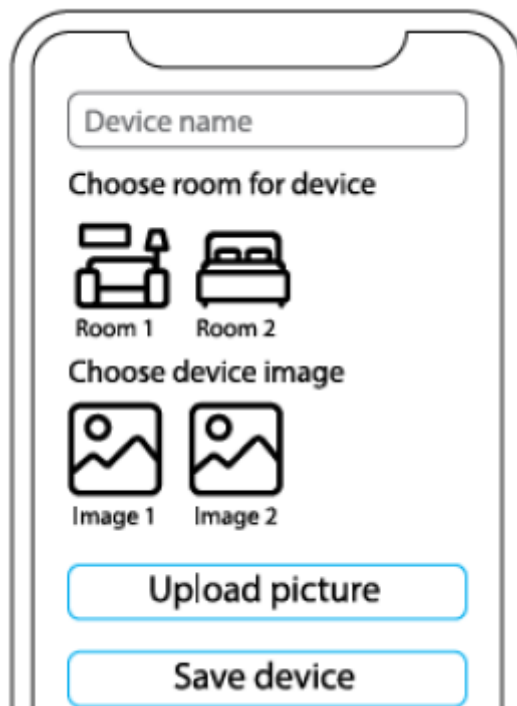 Device name
Choose room for device
Room 1 Room 2
Choose device image
Image 1 Image 2
Upload picture
Save device